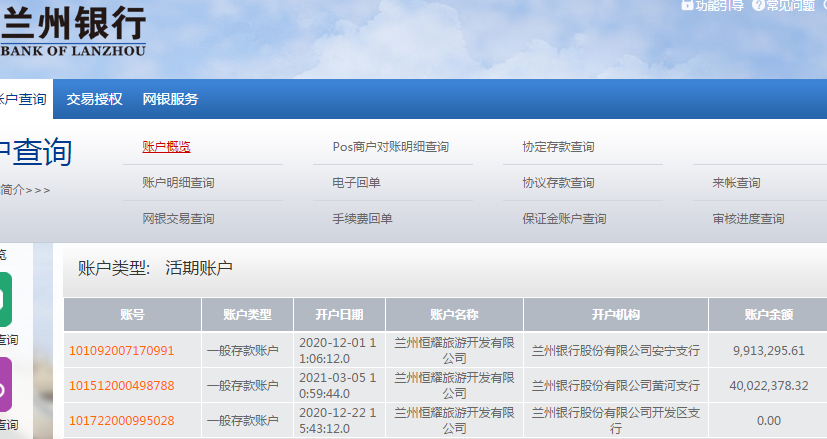 兰州银行
BANK OF LANZHOU
功能引导 常见问题
账户查询 交易授权 网银服务
户查询
简介>>>
账户概览 Pos商户对账明细查询 协定存款查询
账户明细查询 电子回单 协议存款查询 来帐查询
网银交易查询 手续费回单 保证金账户查询 审核进度查询
览
账户类型: 活期账户
账号 账户类型 开户日期 账户名称 开户机构 账户余额
查询
101092007170991 一般存款账户 2020-12-01 1
1:06:12.0 兰州恒耀旅游开发有限
公司 兰州银行股份有限公司安宁支行 9,913,295.61
101512000498788 一般存款账户 2021-03-05 1
0:59:44.0 兰州恒耀旅游开发有限
公司 兰州银行股份有限公司黄河支行 40,022,378.32
101722000995028 一般存款账户 2020-12-22 1
5:43:12.0 兰州恒耀旅游开发有限
公司 兰州银行股份有限公司开发区支
行 0.00
查询